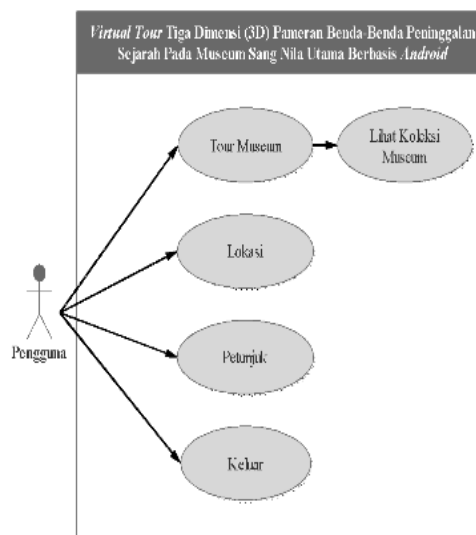 Virtual Tour Tiga Dimensi (3D) Pameran Benda-Benda Peninggalan
Sejarah Pada Museum Sang Nila Utama Berbasis Android
Tour Museum
Lihat Koleksi
Museum
Lokasi
Pengguna
Petunjuk
Keluar